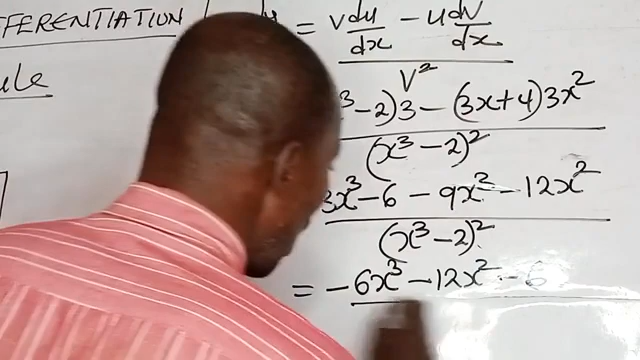 FERENTIATION
= v du/dx - u dv/dx
v²
³-2)3 - (3x+4)3x²
(x³-2)²
3x³-6-9x³-12x²
(x³-2)²
= -6x³-12x²-6